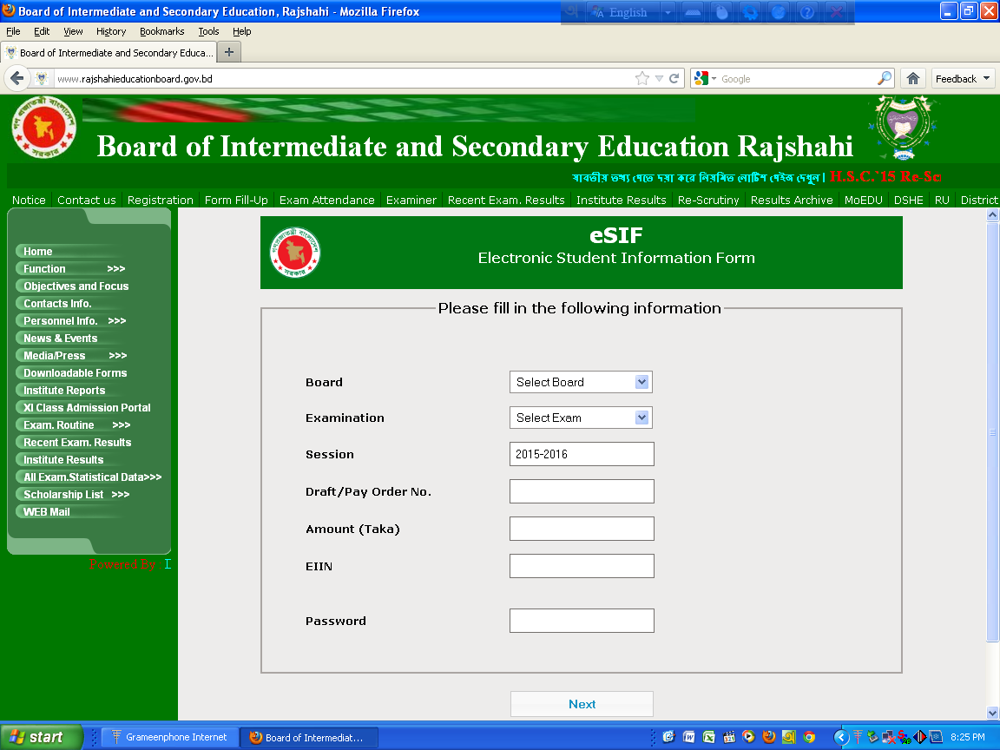 Board of Intermediate and Secondary Education, Rajshahi - Mozilla Firefox
English
File Edit View History Bookmarks Tools Help
Board of Intermediate and Secondary Educa...
www.rajshahieducationboard.gov.bd
Google
Feedback
Board of Intermediate and Secondary Education Rajshahi
যাবতীয় তথ্য পেতে দয়া করে নিয়মিত নোটিশ পেইজ দেখুন। H.S.C.`15 Re-Sc
Notice Contact us Registration Form Fill-Up Exam Attendance Examiner Recent Exam. Results Institute Results Re-Scrutiny Results Archive MoEDU DSHE RU District
Home
Function >>>
Objectives and Focus
Contacts Info.
Personnel Info. >>>
News & Events
Media/Press >>>
Downloadable Forms
Institute Reports
XI Class Admission Portal
Exam. Routine >>>
Recent Exam. Results
Institute Results
All Exam.Statistical Data>>>
Scholarship List >>>
WEB Mail
Powered By : I
eSIF
Electronic Student Information Form
Please fill in the following information
Board Select Board
Examination Select Exam
Session 2015-2016
Draft/Pay Order No.
Amount (Taka)
EIIN
Password
Next
start Grameenphone Internet Board of Intermediat... 8:25 PM